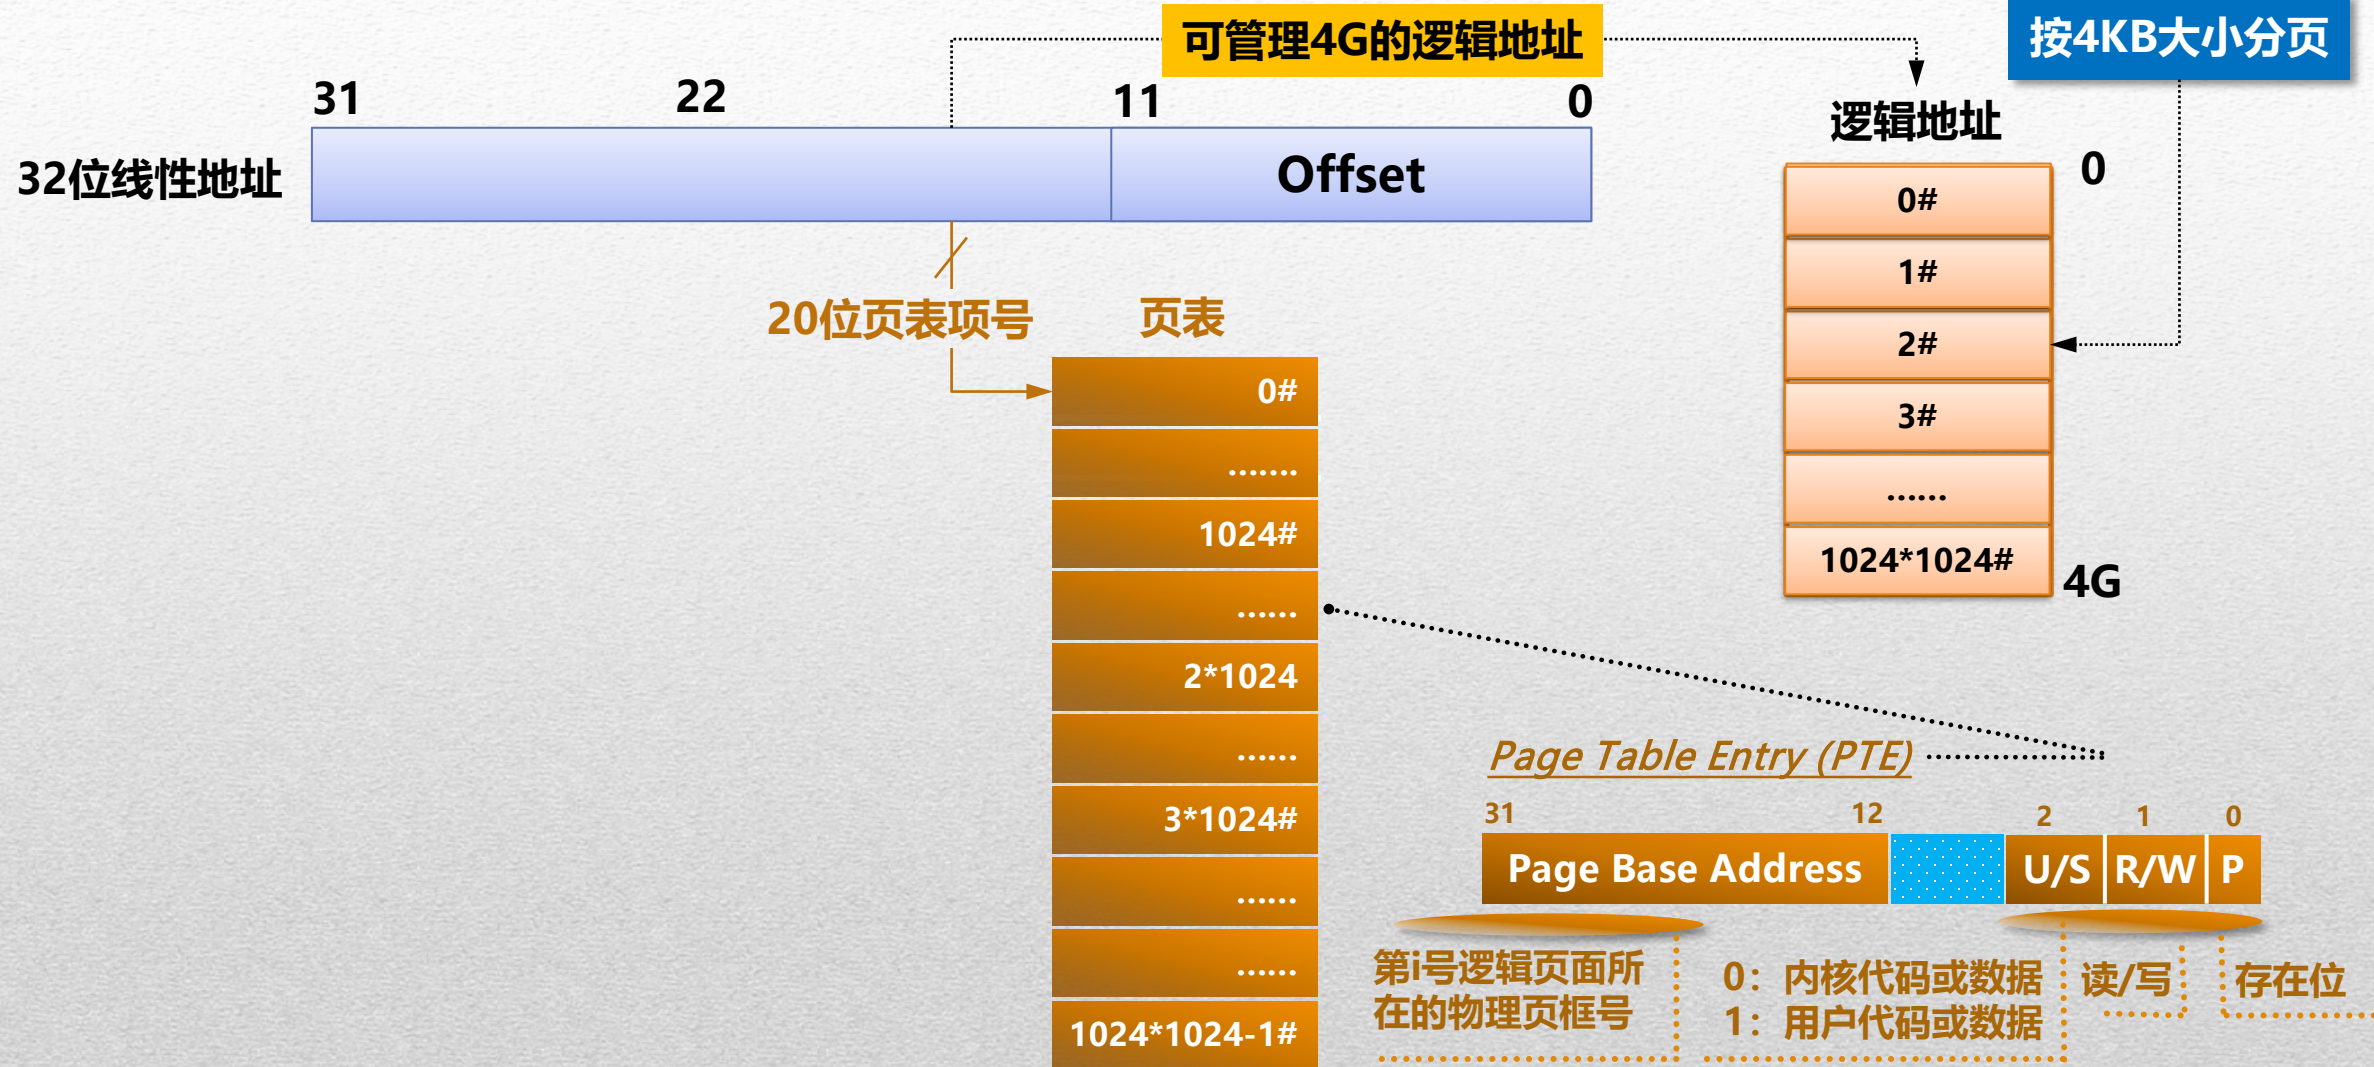 可管理4G的逻辑地址
按4KB大小分页
31 22 11 0
32位线性地址
Offset
逻辑地址
0
0#
1#
2#
3#
......
1024*1024#
4G
20位页表项号
页表
0#
.......
1024#
......
2*1024
......
3*1024#
......
......
1024*1024-1#
Page Table Entry (PTE)
31 12 2 1 0
Page Base Address U/S R/W P
第i号逻辑页面所
在的物理页框号
0：内核代码或数据
1：用户代码或数据
读/写
存在位